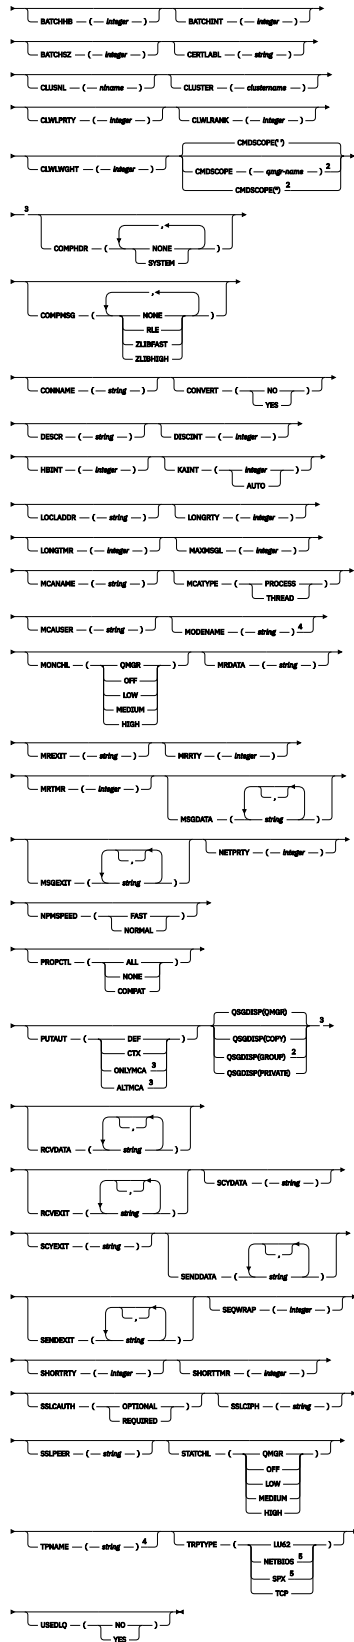 BATCHHB ( integer ) BATCHINT ( integer )
BATCHSZ ( integer ) CERTLABL ( string )
CLUSNL ( nlname ) CLUSTER ( clustername )
CLWLPRTY ( integer ) CLWLRANK ( integer )
CMDSCOPE(' ')
CLWLWGHT ( integer ) CMDSCOPE ( qmgr-name ) 2
CMDSCOPE(*) 2
3
,
COMPHDR ( NONE )
SYSTEM
,
COMPMSG ( NONE )
RLE
ZLIBFAST
ZLIBHIGH
CONNAME ( string ) CONVERT ( NO )
YES
DESCR ( string ) DISCINT ( integer )
HBINT ( integer ) KAINT ( integer )
AUTO
LOCLADDR ( string ) LONGRTY ( integer )
LONGTMR ( integer ) MAXMSGL ( integer )
MCANAME ( string ) MCATYPE ( PROCESS )
THREAD
MCAUSER ( string ) MODENAME ( string ) 4
MONCHL ( QMGR ) MRDATA ( string )
OFF
LOW
MEDIUM
HIGH
MREXIT ( string ) MRRTY ( integer )
MRTMR ( integer ) ,
MSGDATA ( string )
, NETPRTY ( integer )
MSGEXIT ( string )
NPMSPEED ( FAST )
NORMAL
PROPCTL ( ALL )
NONE
COMPAT
QSGDISP(QMGR) 3
PUTAUT ( DEF ) QSGDISP(COPY)
CTX QSGDISP(GROUP) 2
ONLYMCA 3 QSGDISP(PRIVATE)
ALTMCA 3
,
RCVDATA ( string )
, SCYDATA ( string )
RCVEXIT ( string )
SCYEXIT ( string ) ,
SENDDATA ( string )
, SEQWRAP ( integer )
SENDEXIT ( string )
SHORTRTY ( integer ) SHORTTMR ( integer )
SSLCAUTH ( OPTIONAL ) SSLCIPH ( string )
REQUIRED
SSLPEER ( string ) STATCHL ( QMGR )
OFF
LOW
MEDIUM
HIGH
TPNAME ( string ) 4 TRPTYPE ( LU62 )
NETBIOS 5
SPX 5
TCP
USEDLQ ( NO )
YES